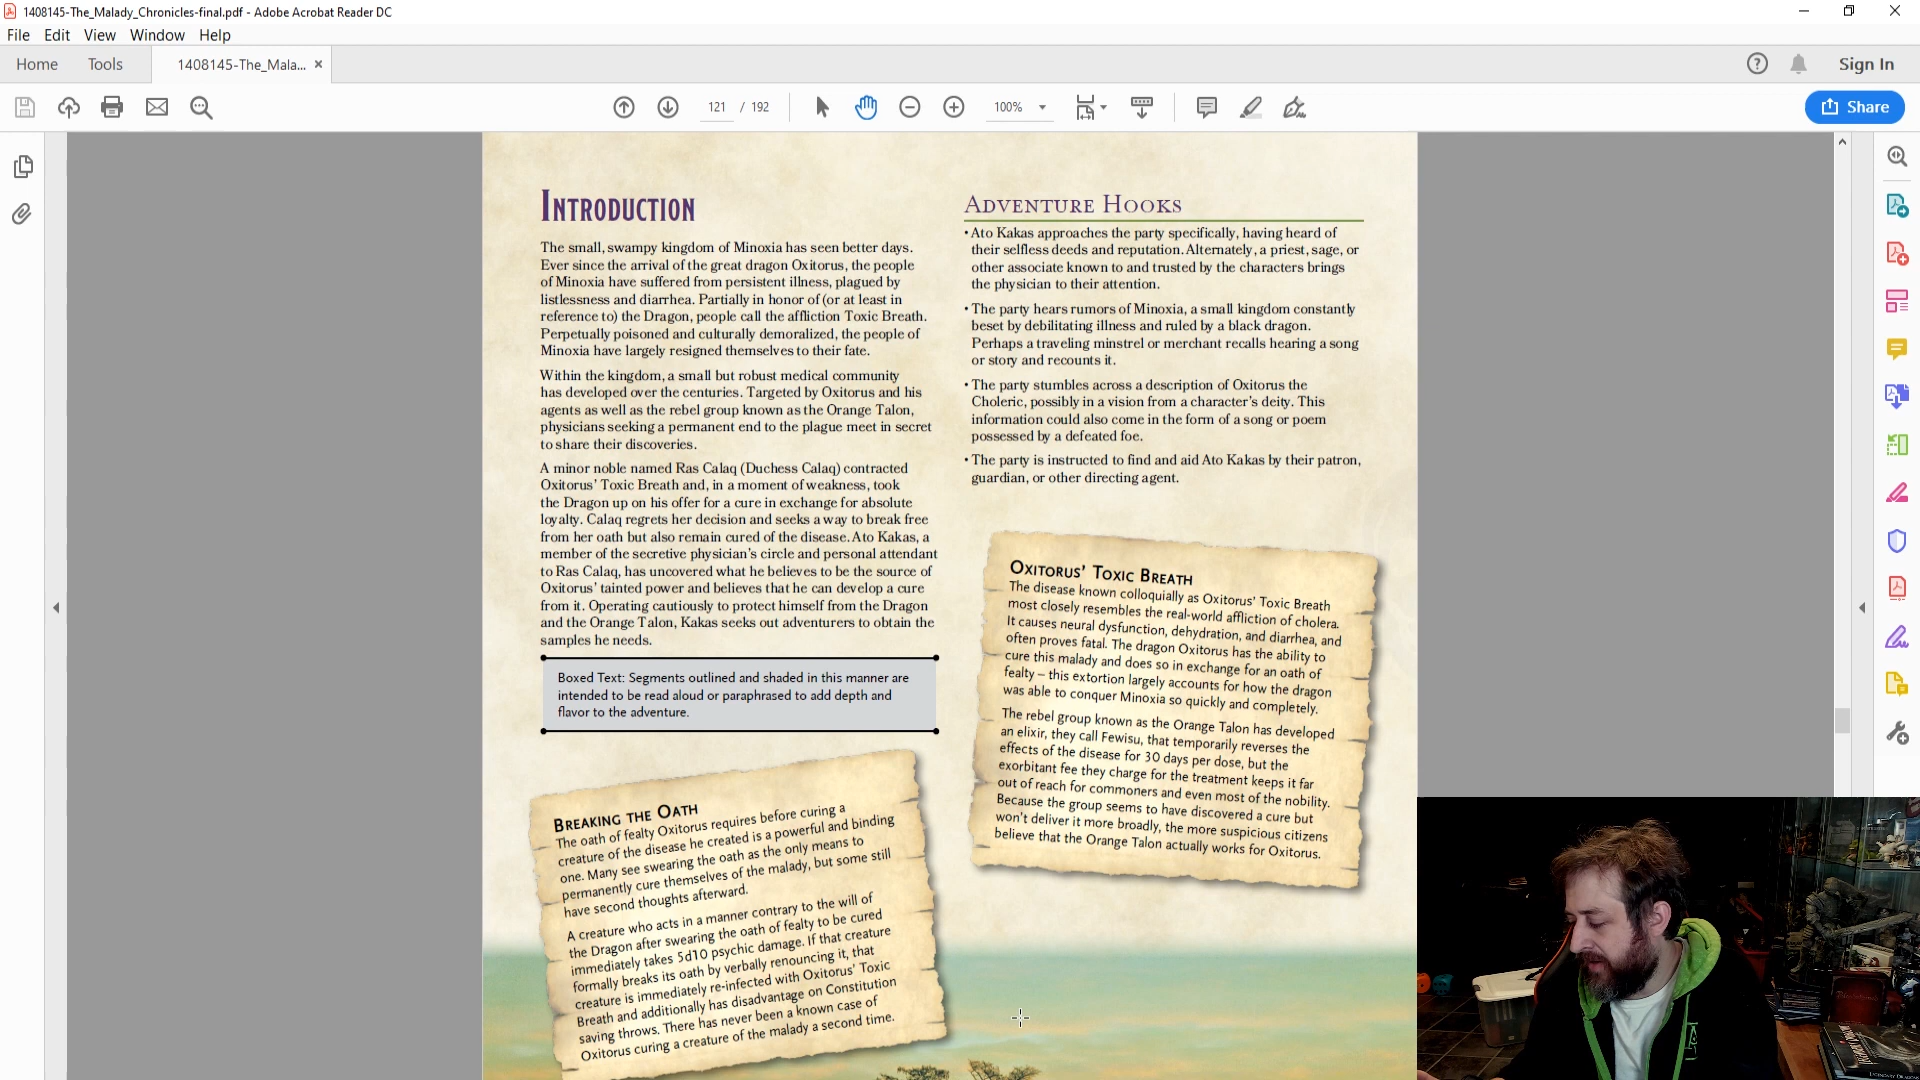 1408145-The_Malady_Chronicles-final.pdf - Adobe Acrobat Reader DC
File Edit View Window Help
Home Tools 1408145-The_Mala... × Sign In
121 / 192 100% Share
INTRODUCTION
The small, swampy kingdom of Minoxia has seen better days.
Ever since the arrival of the great dragon Oxitorus, the people
of Minoxia have suffered from persistent illness, plagued by
listlessness and diarrhea. Partially in honor of (or at least in
reference to) the Dragon, people call the affliction Toxic Breath.
Perpetually poisoned and culturally demoralized, the people of
Minoxia have largely resigned themselves to their fate.
Within the kingdom, a small but robust medical community
has developed over the centuries. Targeted by Oxitorus and his
agents as well as the rebel group known as the Orange Talon,
physicians seeking a permanent end to the plague meet in secret
to share their discoveries.
A minor noble named Ras Calaq (Duchess Calaq) contracted
Oxitorus' Toxic Breath and, in a moment of weakness, took
the Dragon up on his offer for a cure in exchange for absolute
loyalty. Calaq regrets her decision and seeks a way to break free
from her oath but also remain cured of the disease. Ato Kakas, a
member of the secretive physician's circle and personal attendant
to Ras Calaq, has uncovered what he believes to be the source of
Oxitorus' tainted power and believes that he can develop a cure
from it. Operating cautiously to protect himself from the Dragon
and the Orange Talon, Kakas seeks out adventurers to obtain the
samples he needs.
Boxed Text: Segments outlined and shaded in this manner are
intended to be read aloud or paraphrased to add depth and
flavor to the adventure.
BREAKING THE OATH
The oath of fealty Oxitorus requires before curing a
creature of the disease he created is a powerful and binding
one. Many see swearing the oath as the only means to
permanently cure themselves of the malady, but some still
have second thoughts afterward.
A creature who acts in a manner contrary to the will of
the Dragon after swearing the oath of fealty to be cured
immediately takes 5d10 psychic damage. If that creature
formally breaks its oath by verbally renouncing it, that
creature is immediately re-infected with Oxitorus' Toxic
Breath and additionally has disadvantage on Constitution
saving throws. There has never been a known case of
Oxitorus curing a creature of the malady a second time.
ADVENTURE HOOKS
• Ato Kakas approaches the party specifically, having heard of
their selfless deeds and reputation. Alternately, a priest, sage, or
other associate known to and trusted by the characters brings
the physician to their attention.
• The party hears rumors of Minoxia, a small kingdom constantly
beset by debilitating illness and ruled by a black dragon.
Perhaps a traveling minstrel or merchant recalls hearing a song
or story and recounts it.
• The party stumbles across a description of Oxitorus the
Choleric, possibly in a vision from a character's deity. This
information could also come in the form of a song or poem
possessed by a defeated foe.
• The party is instructed to find and aid Ato Kakas by their patron,
guardian, or other directing agent.
OXITORUS' TOXIC BREATH
The disease known colloquially as Oxitorus' Toxic Breath
most closely resembles the real-world affliction of cholera.
It causes neural dysfunction, dehydration, and diarrhea, and
often proves fatal. The dragon Oxitorus has the ability to
cure this malady and does so in exchange for an oath of
fealty – this extortion largely accounts for how the dragon
was able to conquer Minoxia so quickly and completely.
The rebel group known as the Orange Talon has developed
an elixir, they call Fewisu, that temporarily reverses the
effects of the disease for 30 days per dose, but the
exorbitant fee they charge for the treatment keeps it far
out of reach for commoners and even most of the nobility.
Because the group seems to have discovered a cure but
won't deliver it more broadly, the more suspicious citizens
believe that the Orange Talon actually works for Oxitorus.